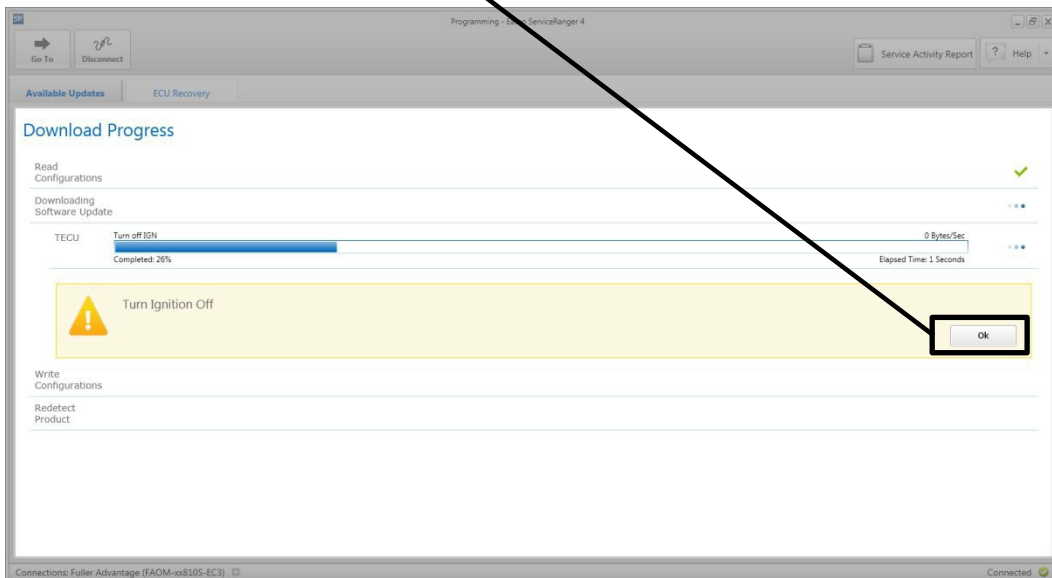 SR
Programming - Eaton ServiceRanger 4
Go To
Disconnect
Service Activity Report
? Help
Available Updates
ECU Recovery
Download Progress
Read
Configurations
Downloading
Software Update
TECU
Turn off IGN
0 Bytes/Sec
Completed: 26%
Elapsed Time: 1 Seconds
Turn Ignition Off
Ok
Write
Configurations
Redetect
Product
Connections: Fuller Advantage (FAOM-xx810S-EC3)
Connected